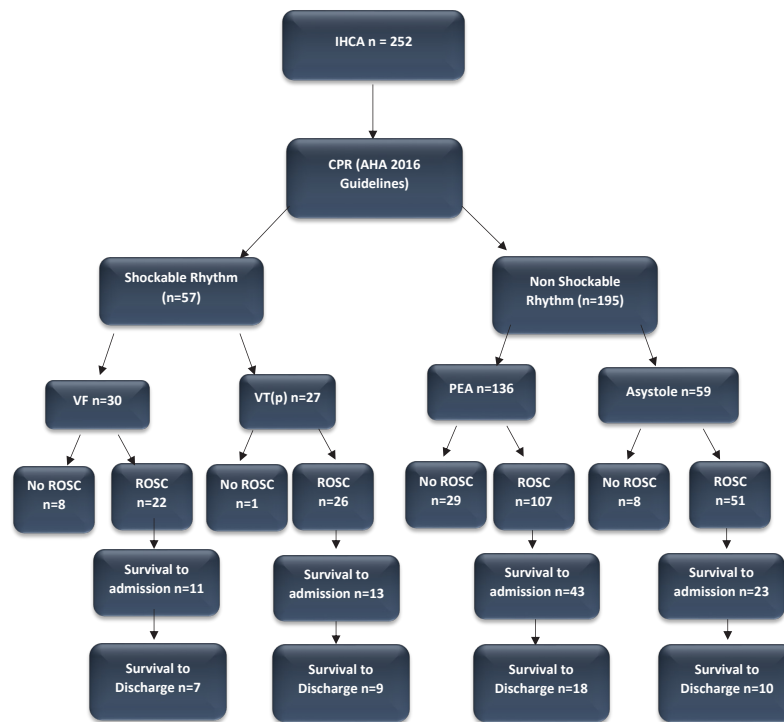 IHCA n = 252
CPR (AHA 2016
Guidelines)
Shockable Rhythm
(n=57)
Non Shockable
Rhythm (n=195)
VF n=30
VT(p) n=27
PEA n=136
Asystole n=59
No ROSC
n=8
ROSC
n=22
No ROSC
n=1
ROSC
n=26
No ROSC
n=29
ROSC
n=107
No ROSC
n=8
ROSC
n=51
Survival to
admission n=11
Survival to
admission n=13
Survival to
admission n=43
Survival to
admission n=23
Survival to
Discharge n=7
Survival to
Discharge n=9
Survival to
Discharge n=18
Survival to
Discharge n=10